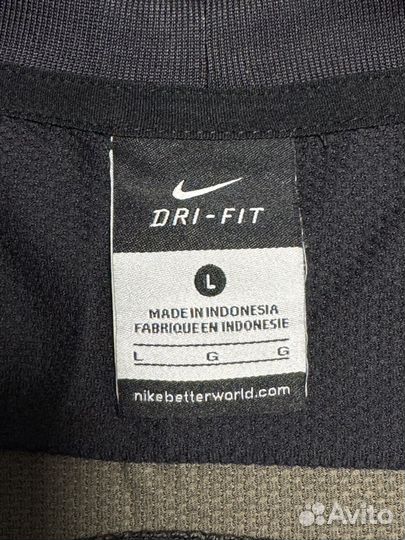 DRI-FIT
L
MADE IN INDONESIA
FABRIQUE EN INDONESIE
L G G
nikebetterworld.com
Avito